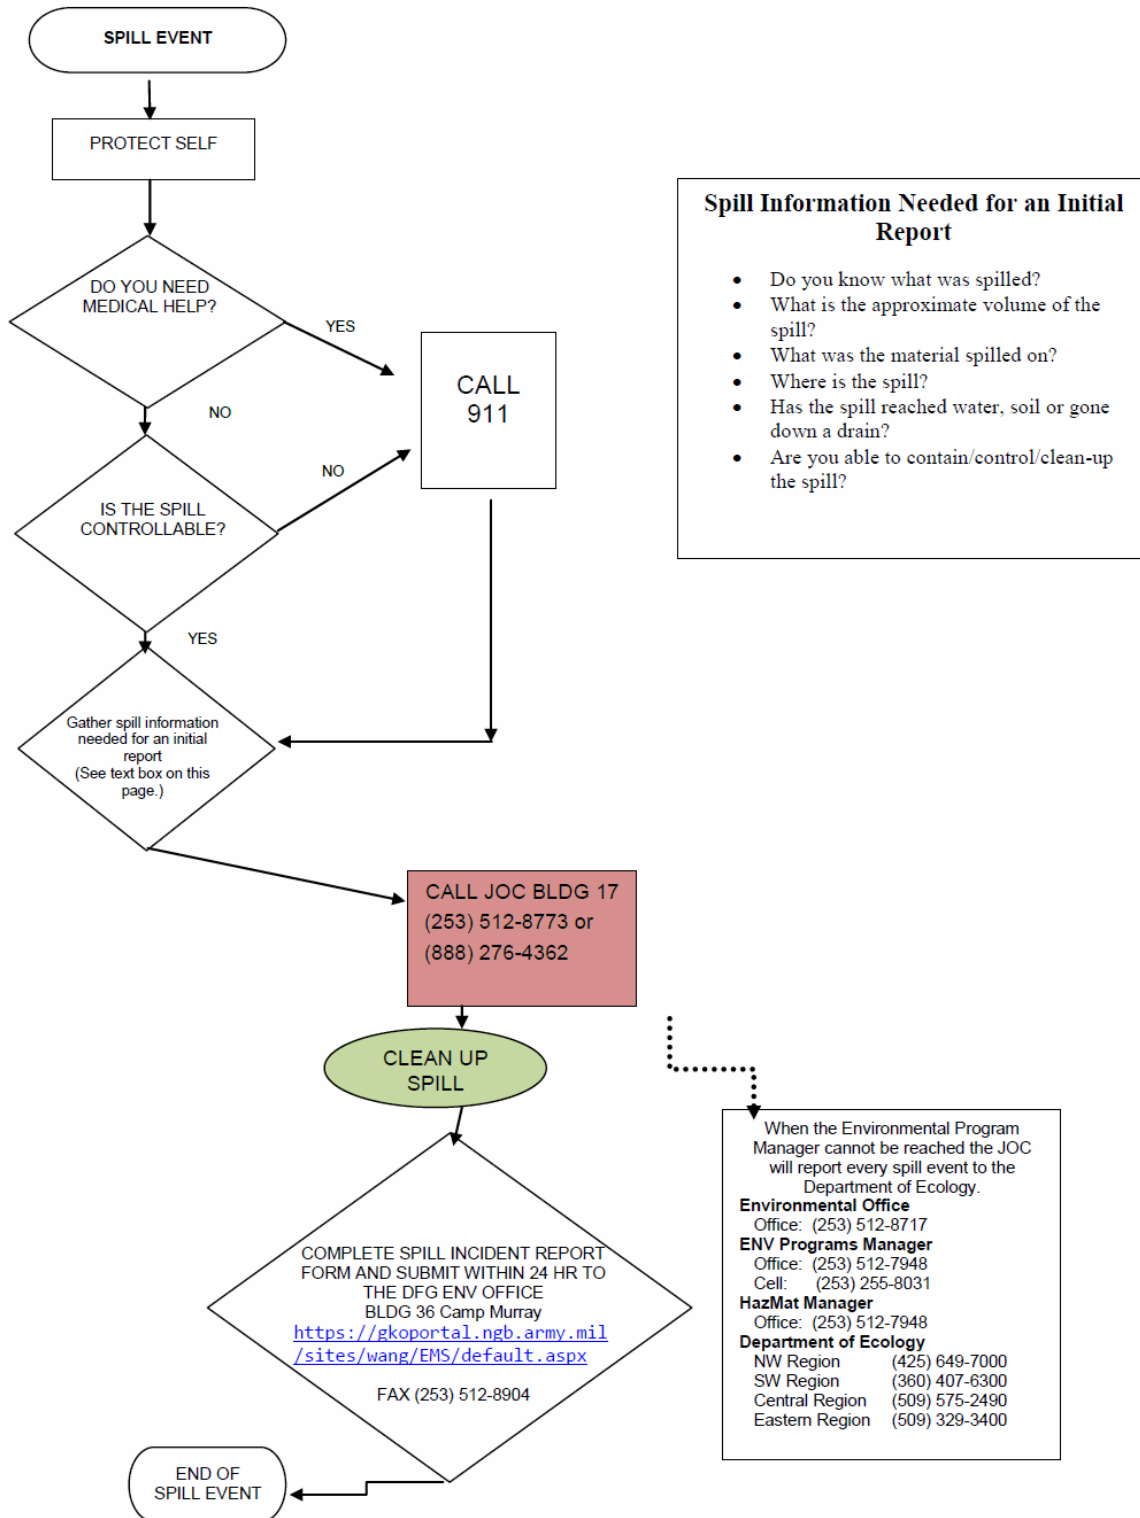 SPILL EVENT
PROTECT SELF
DO YOU NEED
MEDICAL HELP?
YES
CALL
911
NO
IS THE SPILL
CONTROLLABLE?
NO
YES
Gather spill information
needed for an initial
report
(See text box on this
page.)
Spill Information Needed for an Initial
Report
• Do you know what was spilled?
• What is the approximate volume of the
spill?
• What was the material spilled on?
• Where is the spill?
• Has the spill reached water, soil or gone
down a drain?
• Are you able to contain/control/clean-up
the spill?
CALL JOC BLDG 17
(253) 512-8773 or
(888) 276-4362
CLEAN UP
SPILL
COMPLETE SPILL INCIDENT REPORT
FORM AND SUBMIT WITHIN 24 HR TO
THE DFG ENV OFFICE
BLDG 36 Camp Murray
https://gkoportal.ngb.army.mil
/sites/wang/EMS/default.aspx
FAX (253) 512-8904
When the Environmental Program
Manager cannot be reached the JOC
will report every spill event to the
Department of Ecology.
Environmental Office
Office: (253) 512-8717
ENV Programs Manager
Office: (253) 512-7948
Cell: (253) 255-8031
HazMat Manager
Office: (253) 512-7948
Department of Ecology
NW Region (425) 649-7000
SW Region (360) 407-6300
Central Region (509) 575-2490
Eastern Region (509) 329-3400
END OF
SPILL EVENT